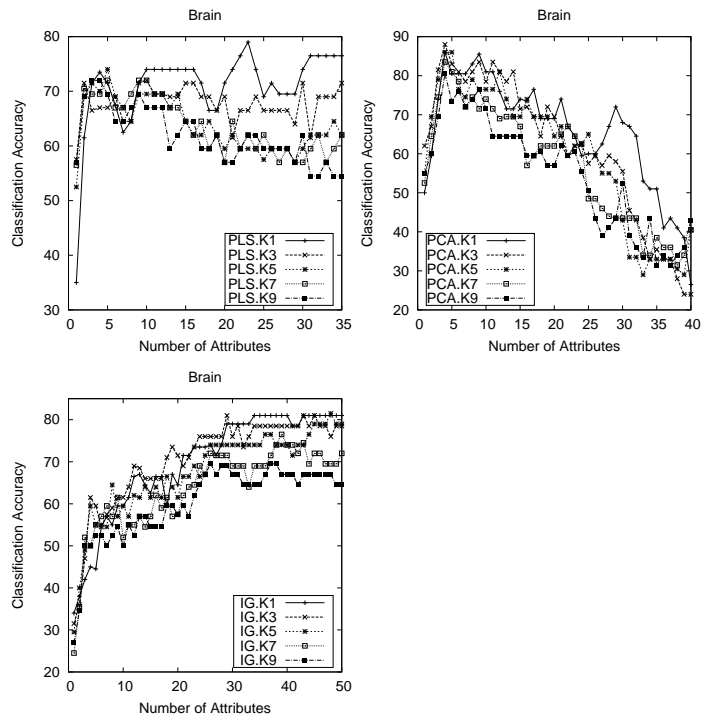 Brain
80
70
60
50
40
30
0 5 10 15 20 25 30 35
Classification Accuracy
Number of Attributes
PLS.K1
PLS.K3
PLS.K5
PLS.K7
PLS.K9
Brain
90
80
70
60
50
40
30
20
0 5 10 15 20 25 30 35 40
Classification Accuracy
Number of Attributes
PCA.K1
PCA.K3
PCA.K5
PCA.K7
PCA.K9
Brain
80
70
60
50
40
30
20
0 10 20 30 40 50
Classification Accuracy
Number of Attributes
IG.K1
IG.K3
IG.K5
IG.K7
IG.K9